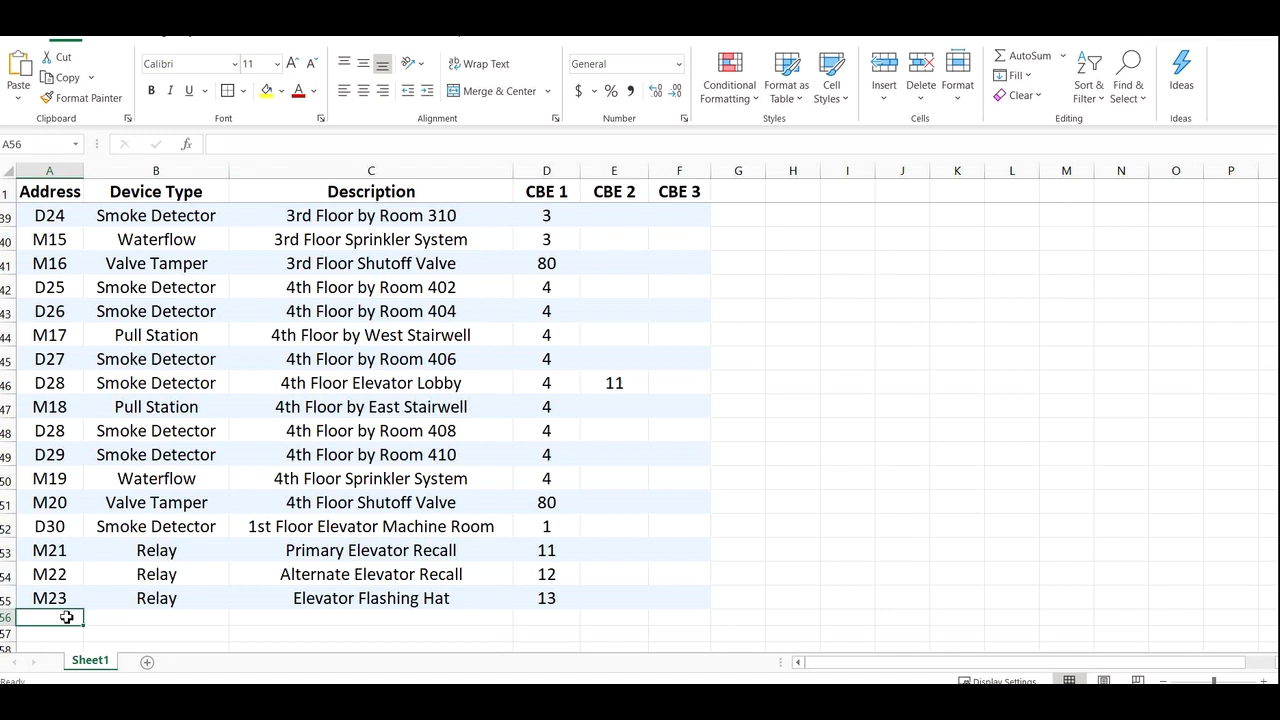 Cut
Copy
Paste
Format Painter
Clipboard
Calibri 11 A A
B I U A
Font
Wrap Text
Merge & Center
Alignment
General
$ % 9
Number
Conditional Formatting
Format as Table
Cell Styles
Styles
Insert Delete Format
Cells
AutoSum
Fill
Clear
Sort & Filter
Find & Select
Editing
Ideas
Ideas
A56 fx
A B C D E F G H I J K L M N O P
1 Address Device Type Description CBE 1 CBE 2 CBE 3
39 D24 Smoke Detector 3rd Floor by Room 310 3
40 M15 Waterflow 3rd Floor Sprinkler System 3
41 M16 Valve Tamper 3rd Floor Shutoff Valve 80
42 D25 Smoke Detector 4th Floor by Room 402 4
43 D26 Smoke Detector 4th Floor by Room 404 4
44 M17 Pull Station 4th Floor by West Stairwell 4
45 D27 Smoke Detector 4th Floor by Room 406 4
46 D28 Smoke Detector 4th Floor Elevator Lobby 4 11
47 M18 Pull Station 4th Floor by East Stairwell 4
48 D28 Smoke Detector 4th Floor by Room 408 4
49 D29 Smoke Detector 4th Floor by Room 410 4
50 M19 Waterflow 4th Floor Sprinkler System 4
51 M20 Valve Tamper 4th Floor Shutoff Valve 80
52 D30 Smoke Detector 1st Floor Elevator Machine Room 1
53 M21 Relay Primary Elevator Recall 11
54 M22 Relay Alternate Elevator Recall 12
55 M23 Relay Elevator Flashing Hat 13
56
57
58
Sheet1
Ready Display Settings